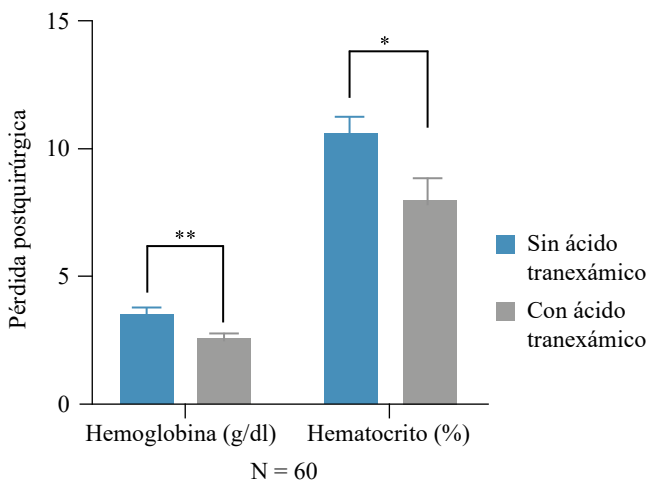 15
10
5
0
Pérdida postquirúrgica
**
*
Sin ácido
tranexámico
Con ácido
tranexámico
Hemoglobina (g/dl)
Hematocrito (%)
N = 60